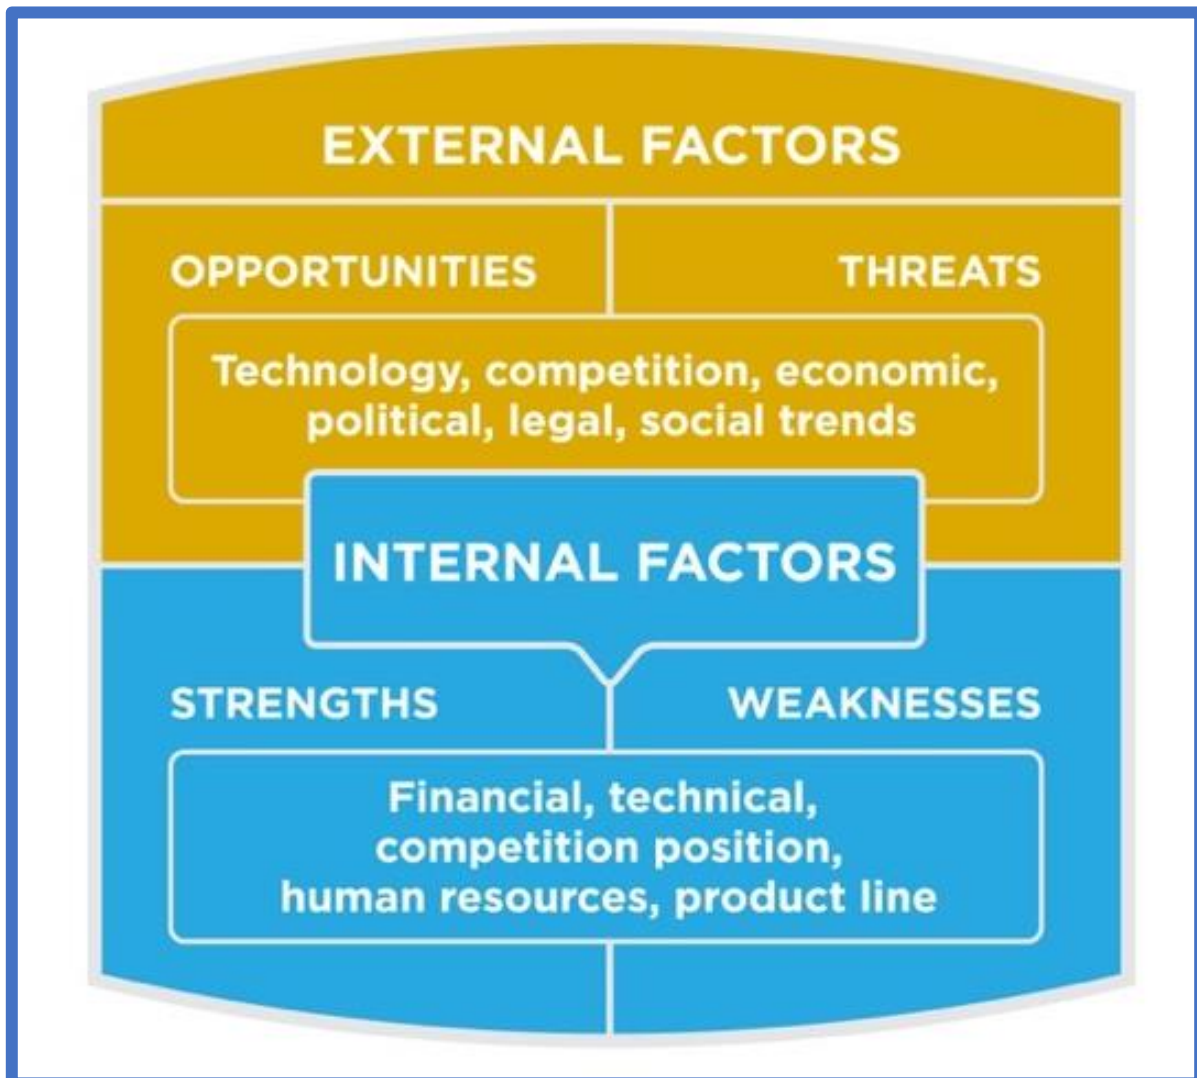 EXTERNAL FACTORS
OPPORTUNITIES
THREATS
Technology, competition, economic,
political, legal, social trends
INTERNAL FACTORS
STRENGTHS
WEAKNESSES
Financial, technical,
competition position,
human resources, product line